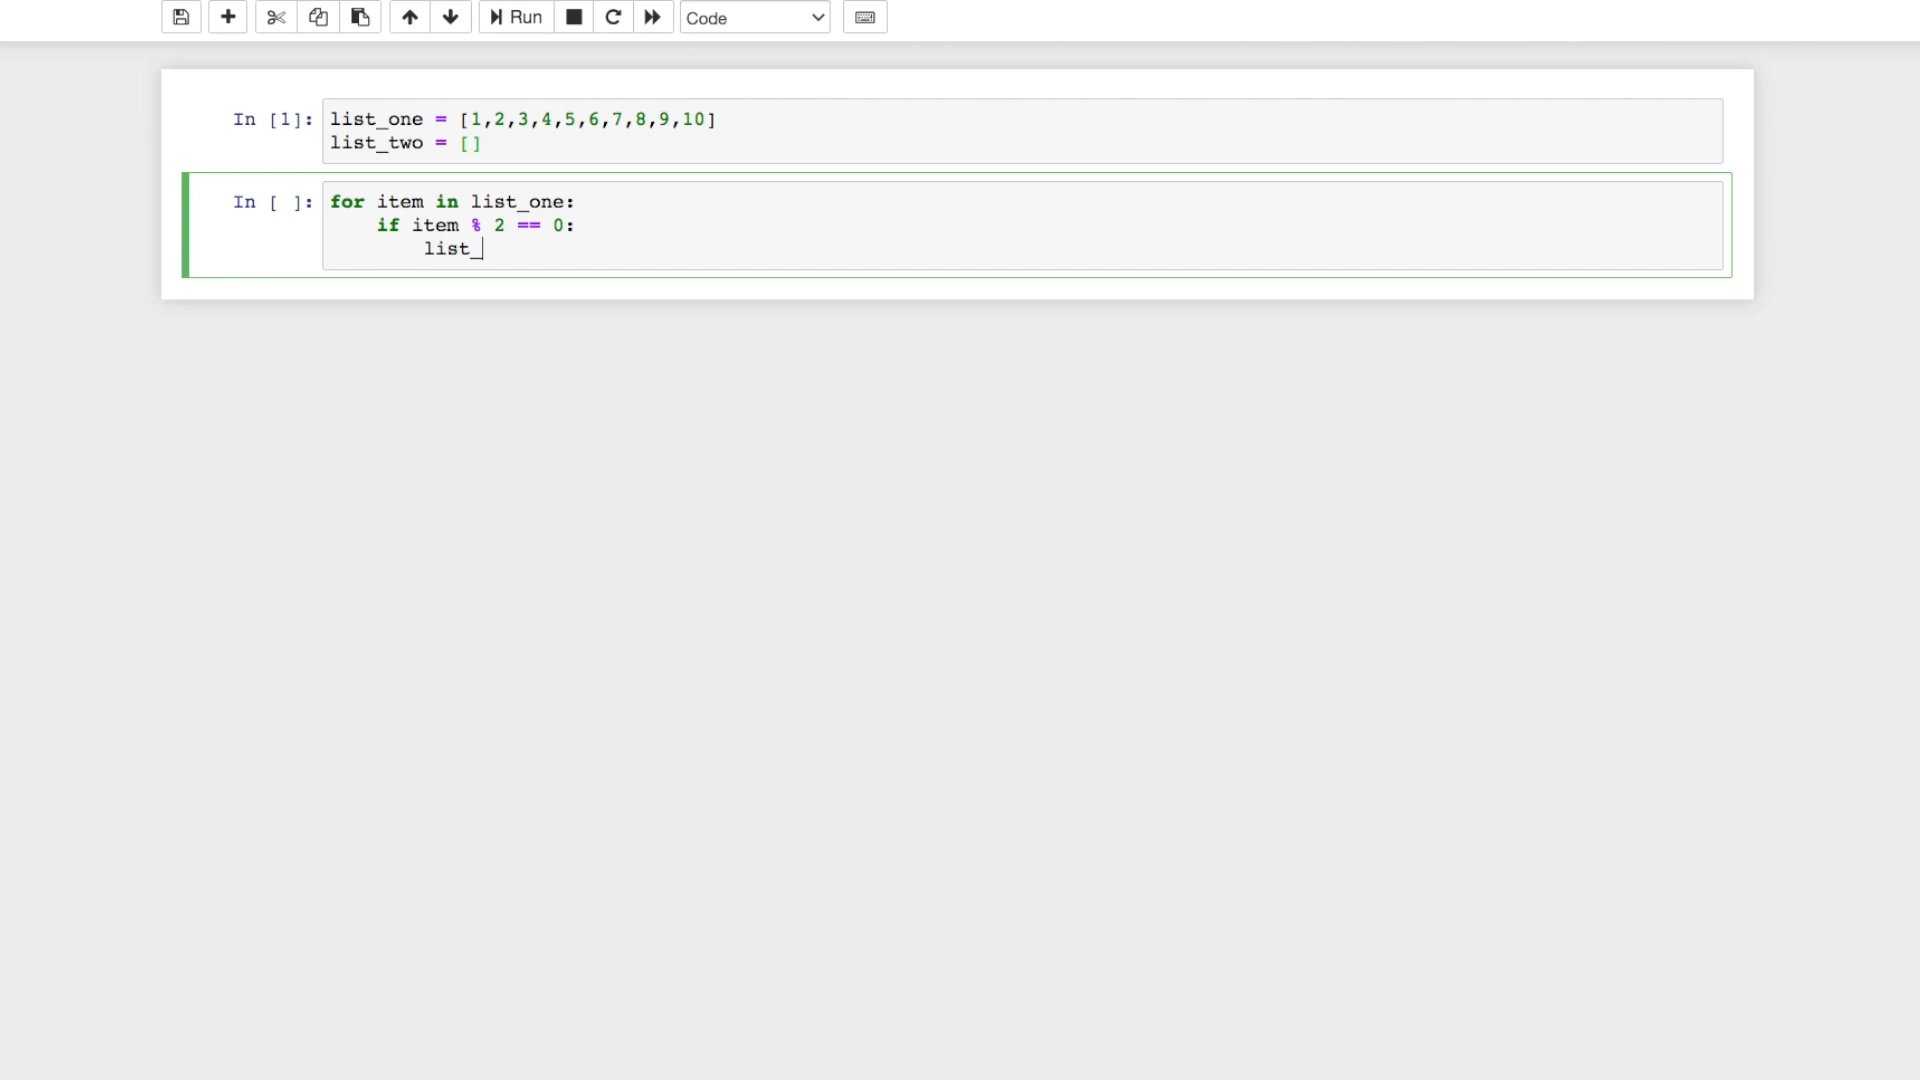 Run
Code
In [1]: list_one = [1,2,3,4,5,6,7,8,9,10]
list_two = []
In [ ]: for item in list_one:
    if item % 2 == 0:
        list_